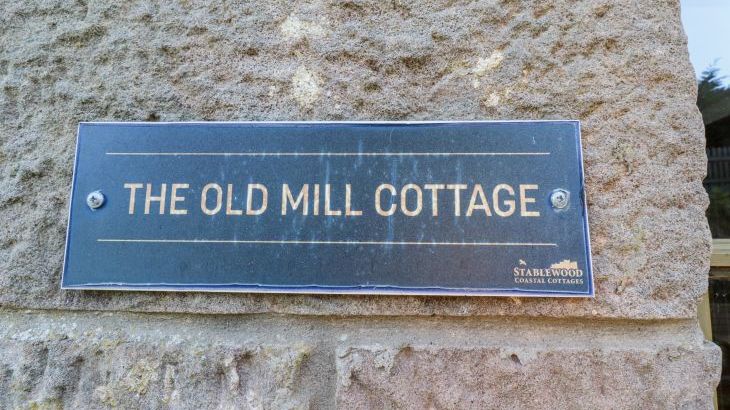 THE OLD MILL COTTAGE
STABLEWOOD
COASTAL COTTAGES